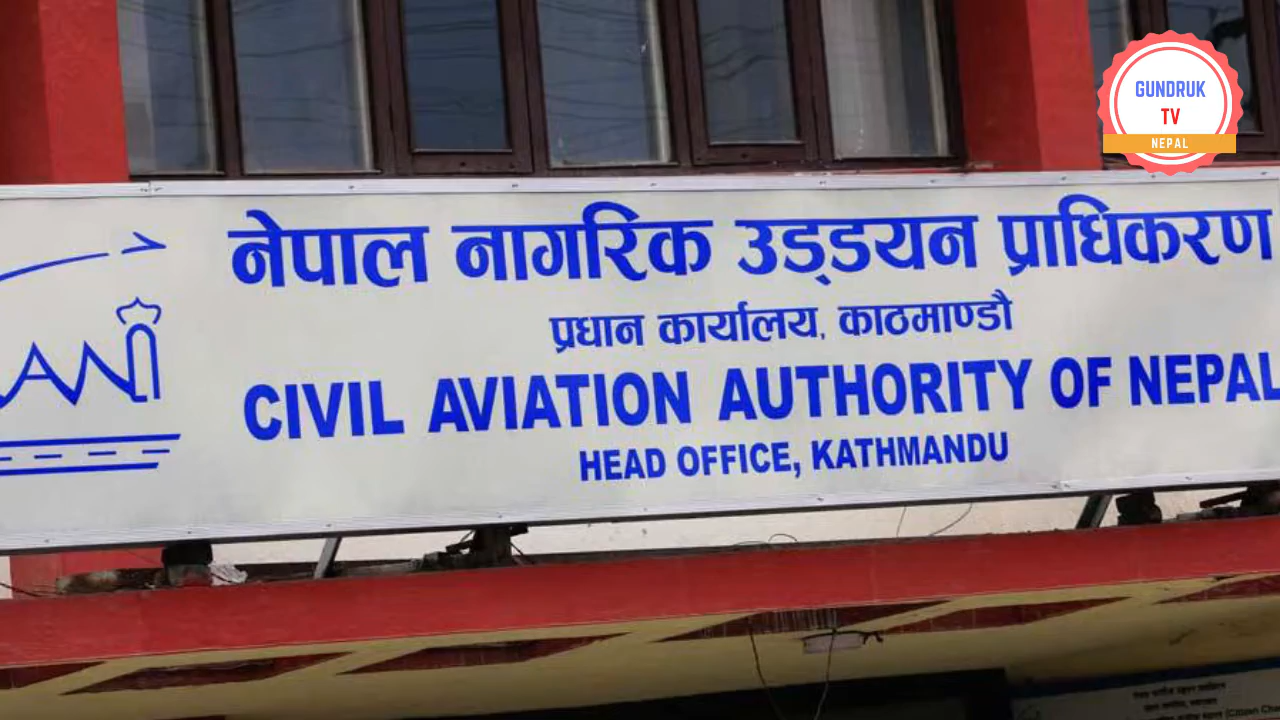 GUNDRUK
TV
NEPAL
नेपाल नागरिक उड्डयन प्राधिकरण
प्रधान कार्यालय, काठमाण्डौ
CIVIL AVIATION AUTHORITY OF NEPAL
HEAD OFFICE, KATHMANDU